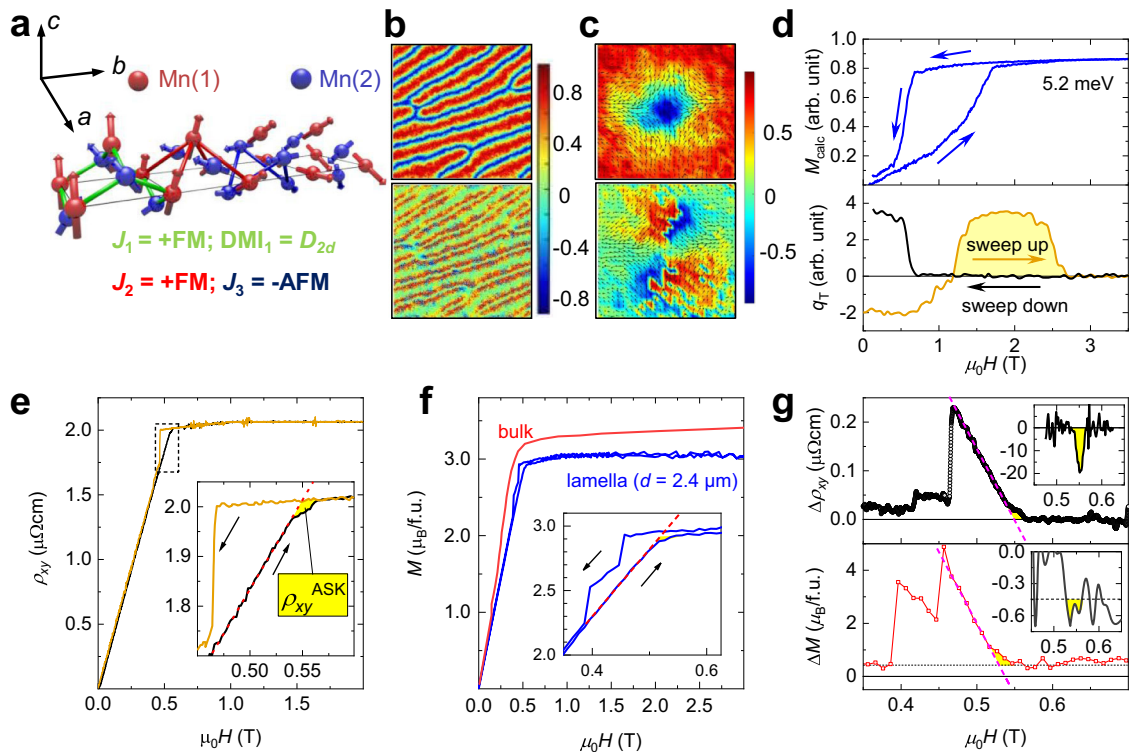 a
c
b
a
Mn(1)
Mn(2)
J1 = +FM; DMI1 = D2d
J2 = +FM; J3 = -AFM
b
0.8
0.4
0
-0.4
-0.8
c
0.5
0
-0.5
d
Mcalc (arb. unit)
0.8
0.6
0.4
0.2
5.2 meV
qT (arb. unit)
4
2
0
-2
sweep up
sweep down
0
1
2
3
μ0H (T)
e
ρxy (μΩcm)
2.0
1.5
1.0
0.5
0.0
0.0
0.5
1.0
1.5
μ0H (T)
2.0
1.9
1.8
0.50
0.55
ρxyASK
f
M (μB/f.u.)
4.0
3.0
2.0
1.0
0.0
0.0
0.5
1.0
1.5
2.0
2.5
μ0H (T)
bulk
lamella (d = 2.4 μm)
3.0
2.5
2.0
0.4
0.5
0.6
g
Δρxy (μΩcm)
0.2
0.1
0.0
0
-10
-20
0.5
0.6
ΔM (μB/f.u.)
4
2
0
0.0
-0.3
-0.6
0.5
0.6
0.4
0.5
0.6
0.7
0.3
μ0H (T)